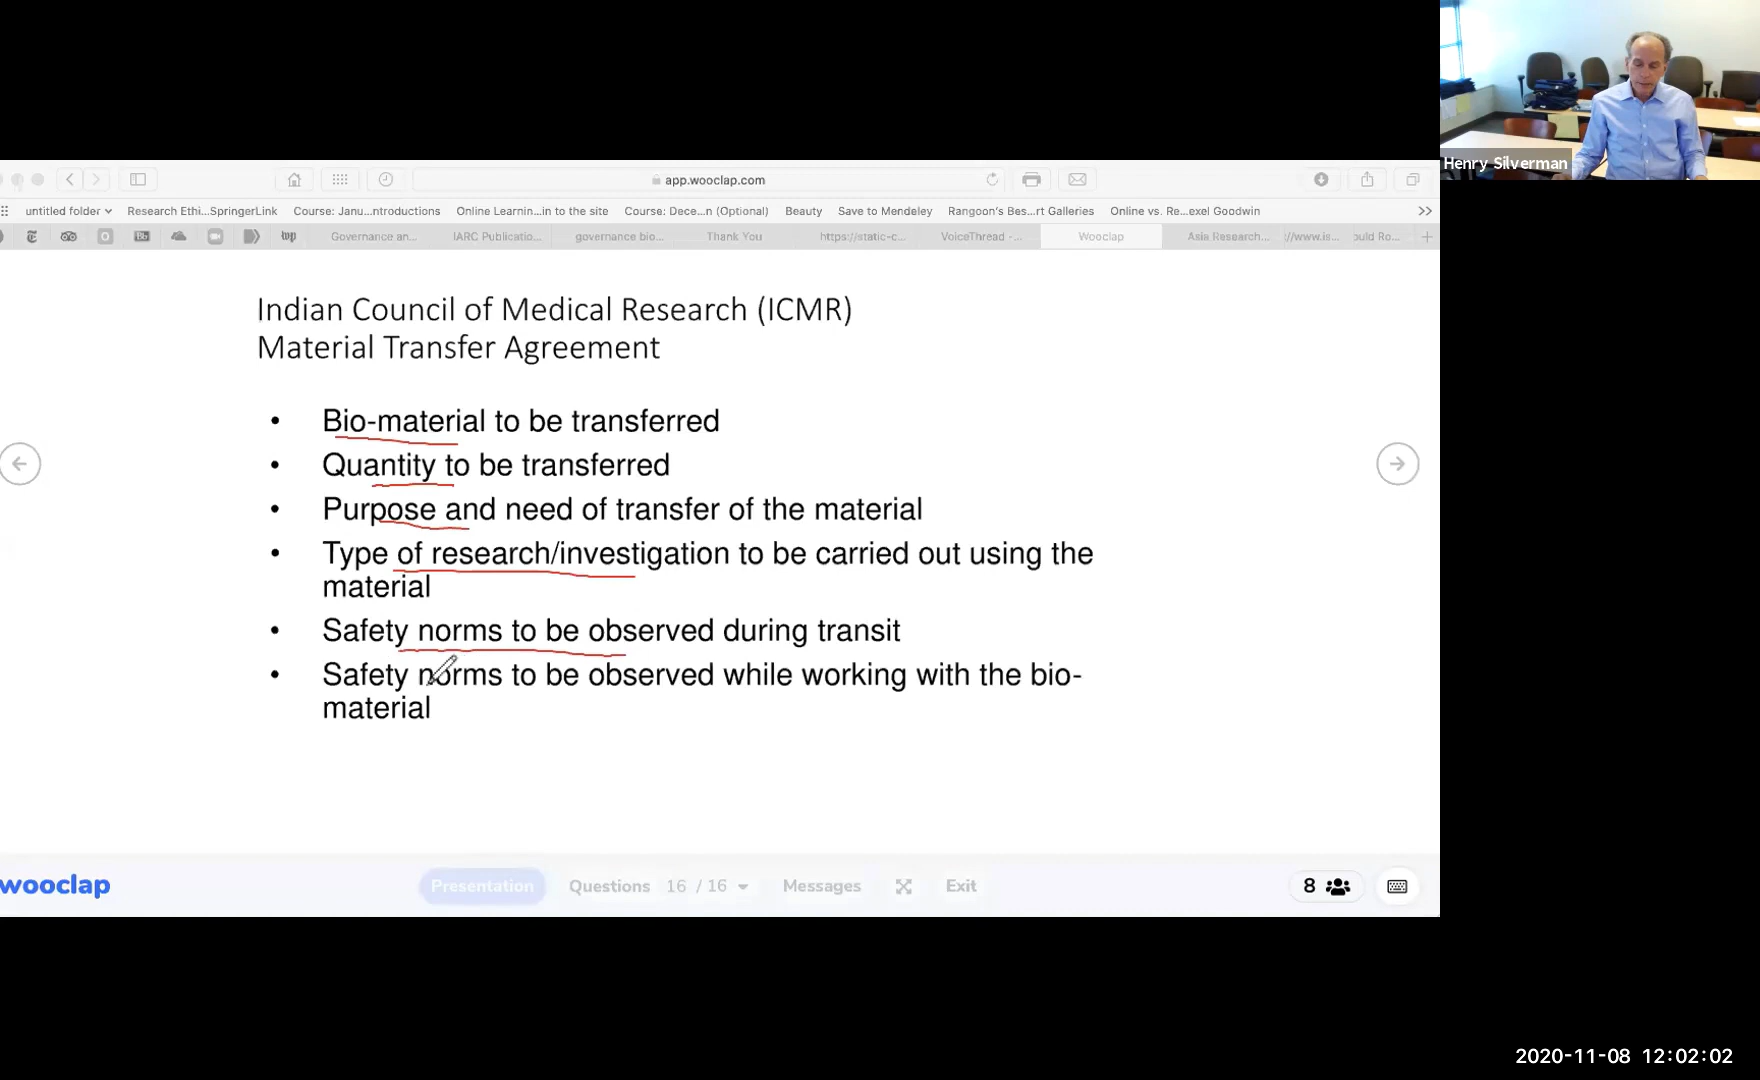 Henry Silverman
app.wooclap.com
untitled folder
Research Ethi...SpringerLink
Course: Janu...ntroductions
Online Learnin...in to the site
Course: Dece...n (Optional)
Beauty
Save to Mendeley
Rangoon's Bes...rt Galleries
Online vs. Re...exel Goodwin
Governance an...
IARC Publicatio...
governance bio...
Thank You
https://static-c...
VoiceThread -...
Wooclap
Asia Research...
://www.is...
ould Ro...
Indian Council of Medical Research (ICMR)
Material Transfer Agreement
• Bio-material to be transferred
• Quantity to be transferred
• Purpose and need of transfer of the material
• Type of research/investigation to be carried out using the
material
• Safety norms to be observed during transit
• Safety norms to be observed while working with the bio-
material
wooclap
Presentation
Questions 16 / 16
Messages
Exit
8
2020-11-08 12:02:02